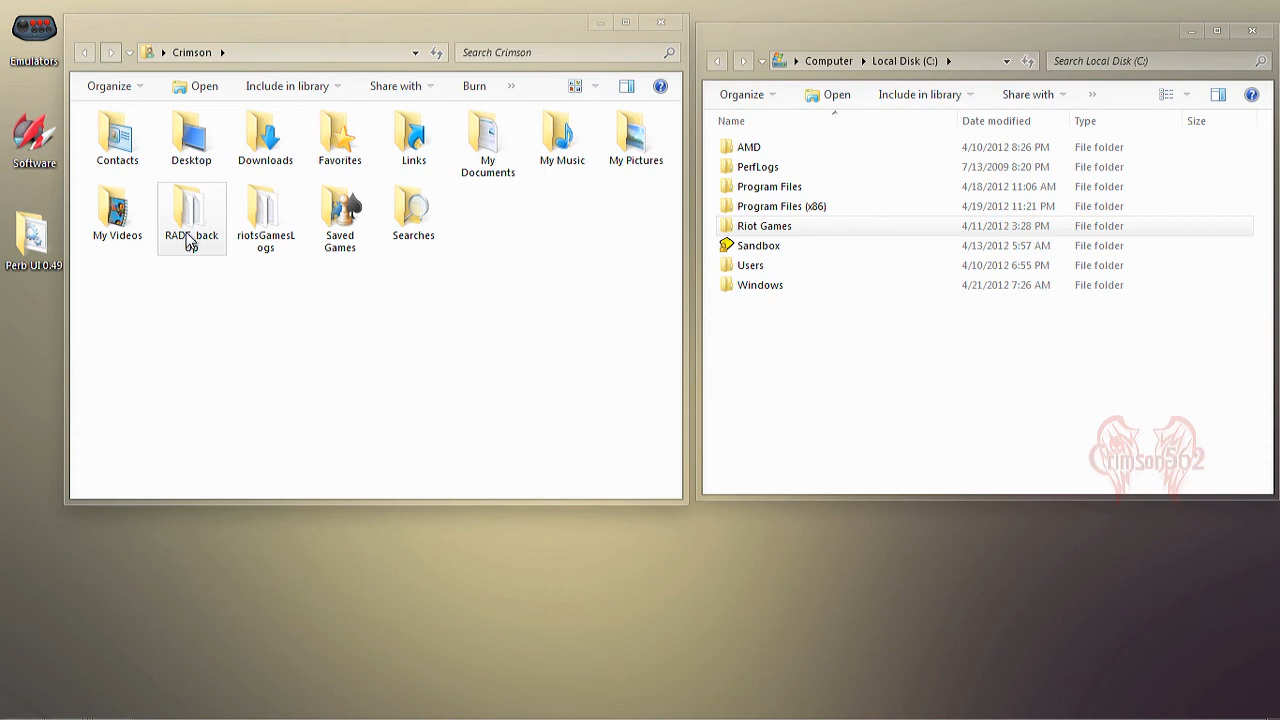 Emulators
Software
Perb UI 0.49
Crimson
Search Crimson
Organize
Open
Include in library
Share with
Burn
»
Contacts
Desktop
Downloads
Favorites
Links
My
Documents
My Music
My Pictures
My Videos
back
riotsGamesL
ogs
Saved
Games
Searches
Computer
Local Disk (C:)
Search Local Disk (C:)
Organize
Open
Include in library
Share with
»
Name
Date modified
Type
Size
AMD 4/10/2012 8:26 PM File folder
PerfLogs 7/13/2009 8:20 PM File folder
Program Files 4/18/2012 11:06 AM File folder
Program Files (x86) 4/19/2012 11:21 PM File folder
Riot Games 4/11/2012 3:28 PM File folder
Sandbox 4/13/2012 5:57 AM File folder
Users 4/10/2012 6:55 PM File folder
Windows 4/21/2012 7:26 AM File folder
Crimson562